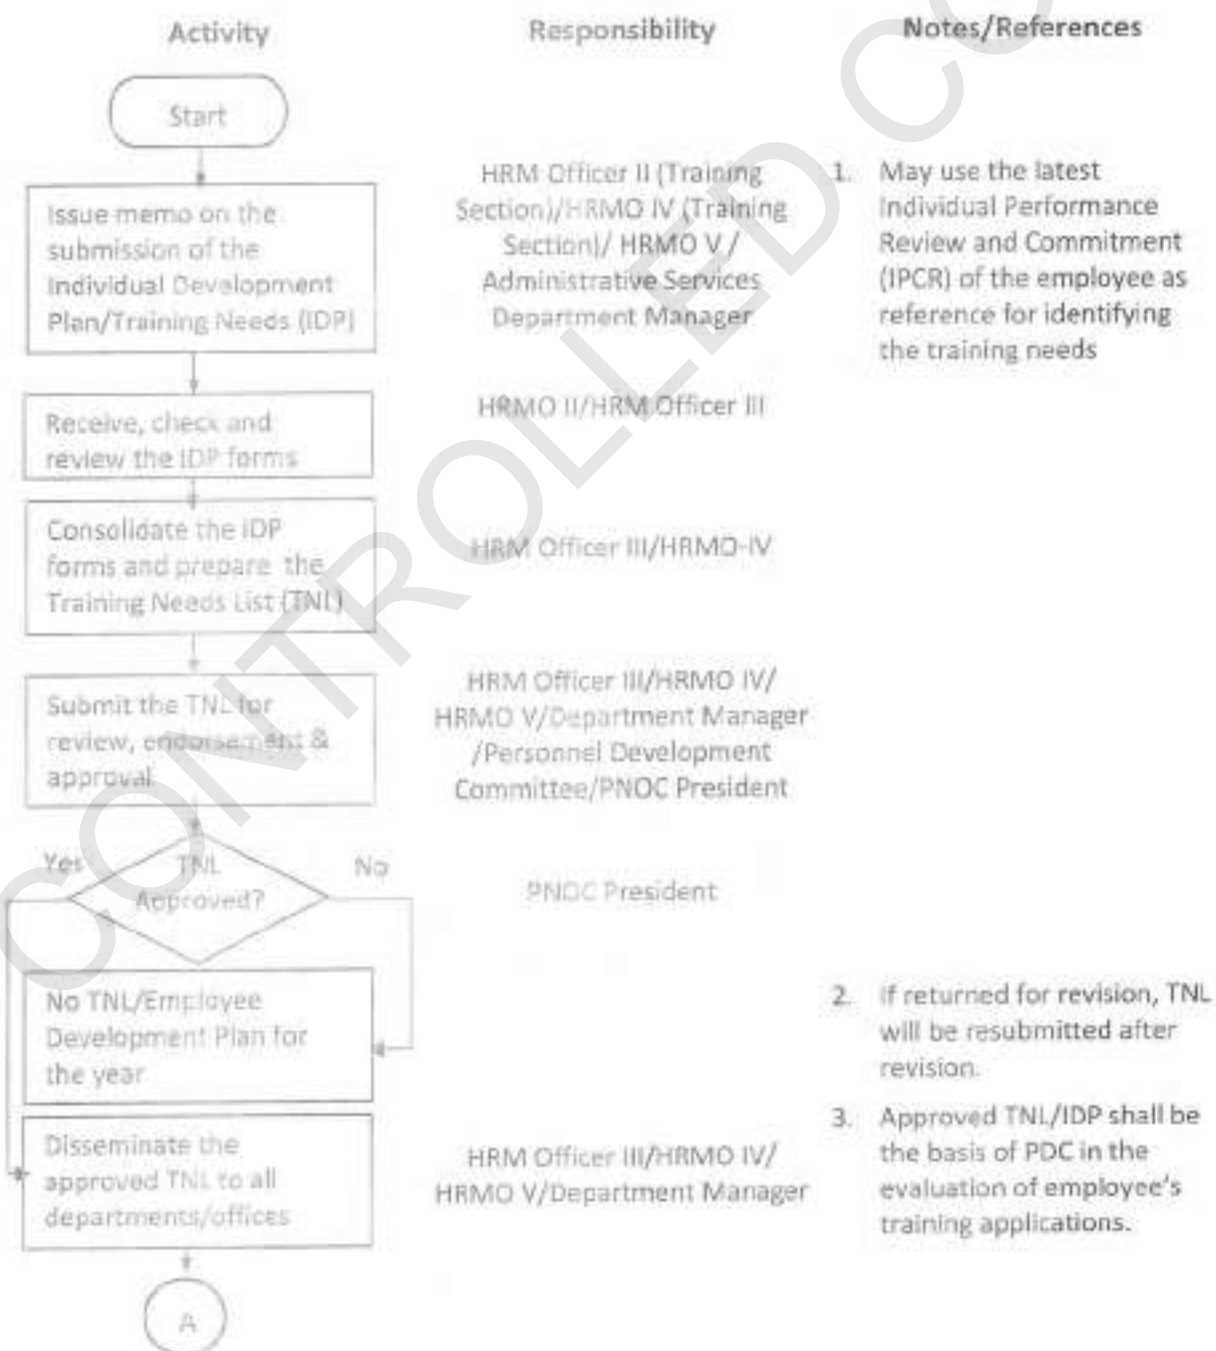 Activity
Responsibility
Notes/References
Start
Issue memo on the
submission of the
Individual Development
Plan/Training Needs (IDP)
HRM Officer II (Training
Section)/HRMO IV (Training
Section)/ HRMO V /
Administrative Services
Department Manager
1. May use the latest
Individual Performance
Review and Commitment
(IPCR) of the employee as
reference for identifying
the training needs
Receive, check and
review the IDP forms
HRMO II/HRM Officer III
Consolidate the IDP
forms and prepare the
Training Needs List (TNL)
HRM Officer III/HRMO-IV
Submit the TNL for
review, endorsement &
approval.
HRM Officer III/HRMO IV/
HRMO V/Department Manager
/Personnel Development
Committee/PNOC President
Yes
TNL
Approved?
No
PNOC President
No TNL/Employee
Development Plan for
the year
2. If returned for revision, TNL
will be resubmitted after
revision.
Disseminate the
approved TNL to all
departments/offices
HRM Officer III/HRMO IV/
HRMO V/Department Manager
3. Approved TNL/IDP shall be
the basis of PDC in the
evaluation of employee's
training applications.
A
CONTROLLED CO